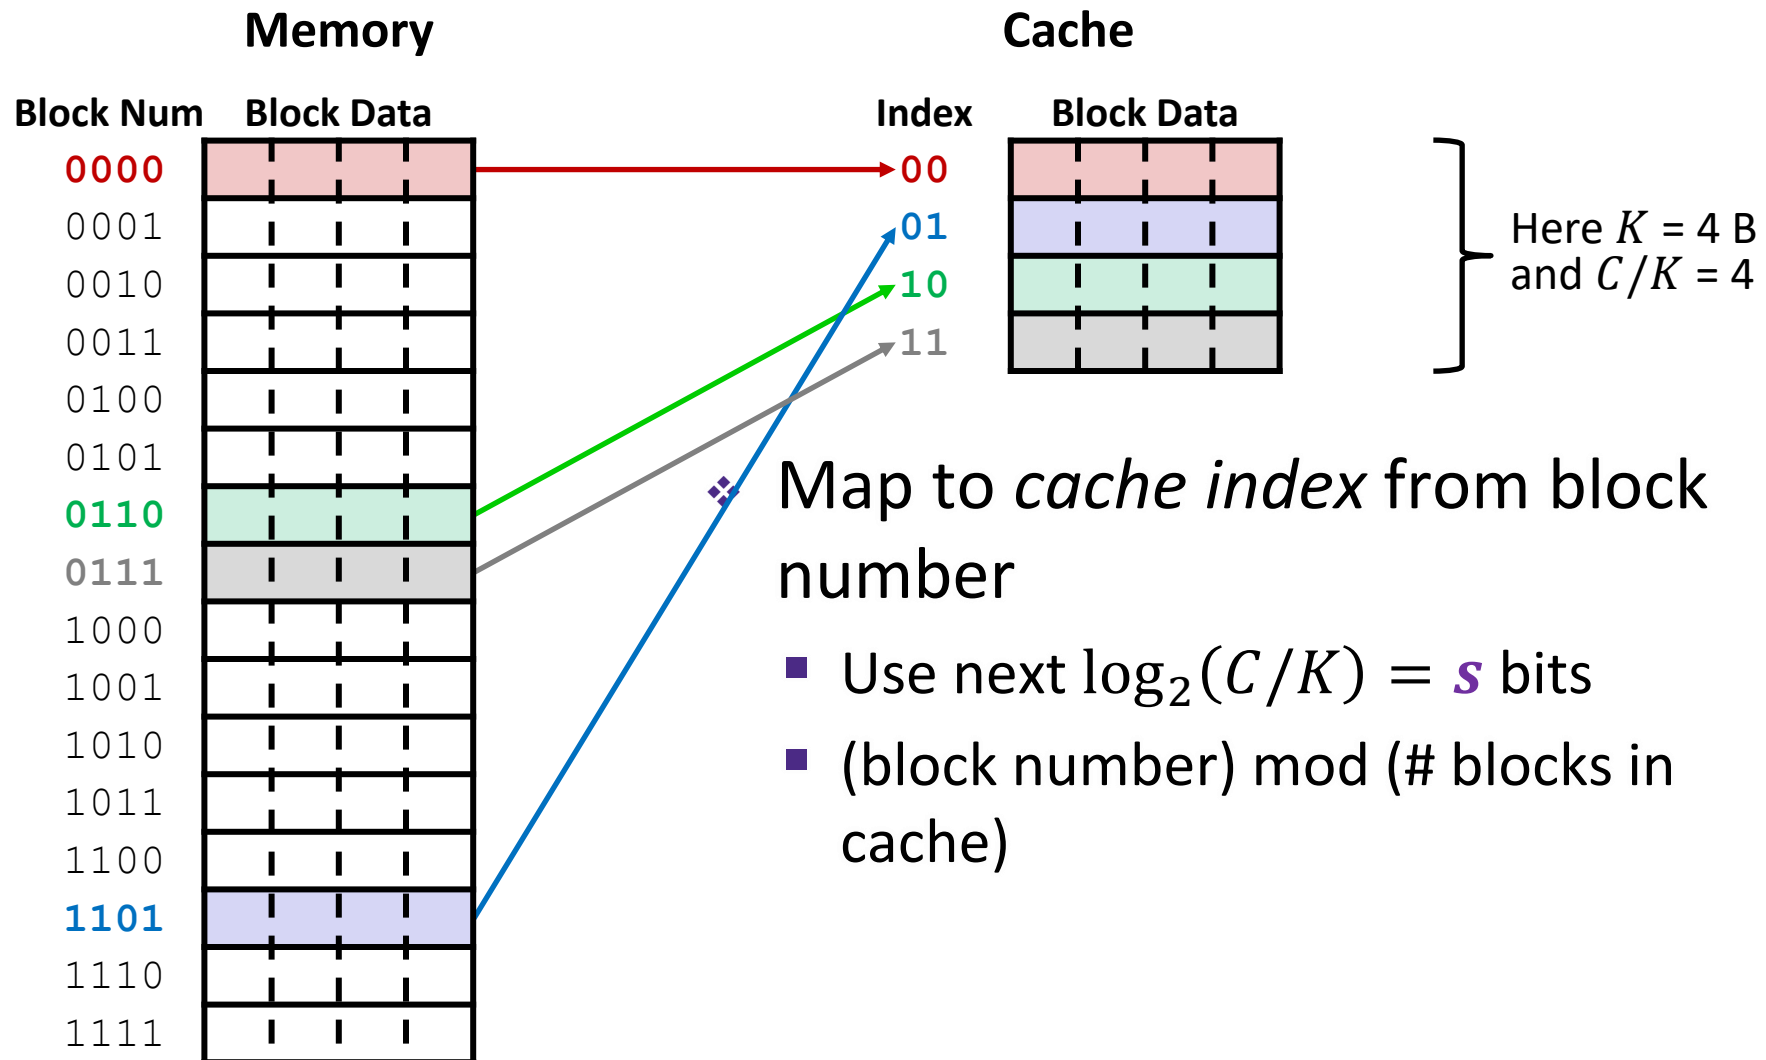 Memory Cache
Block Num Block Data Index Block Data
0000 00
0001 01
0010 10
0011 11
Here K = 4 B
and C/K = 4
0100
0101
0110
0111
1000
1001
1010
1011
1100
1101
1110
1111
❖ Map to cache index from block
number
▪ Use next log₂(C/K) = s bits
▪ (block number) mod (# blocks in
cache)